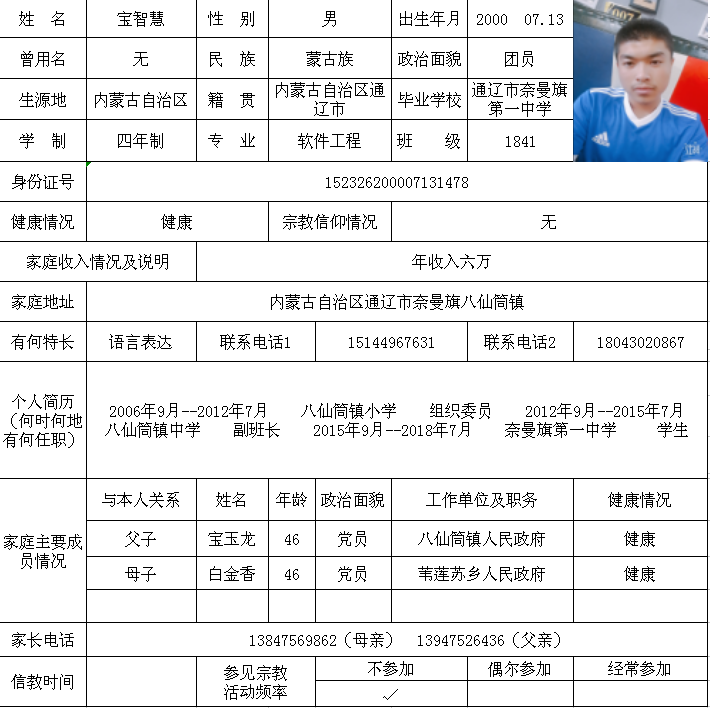 姓 名 宝智慧 性 别 男 出生年月 2000 07.13
曾用名 无 民 族 蒙古族 政治面貌 团员
生源地 内蒙古自治区 籍 贯 内蒙古自治区通辽市 毕业学校 通辽市奈曼旗第一中学
学 制 四年制 专 业 软件工程 班 级 1841
身份证号 152326200007131478
健康情况 健康 宗教信仰情况 无
家庭收入情况及说明 年收入六万
家庭地址 内蒙古自治区通辽市奈曼旗八仙筒镇
有何特长 语言表达 联系电话1 15144967631 联系电话2 18043020867
个人简历
（何时何地
有何任职）
2006年9月--2012年7月 八仙筒镇小学 组织委员 2012年9月--2015年7月
八仙筒镇中学 副班长 2015年9月--2018年7月 奈曼旗第一中学 学生
家庭主要成
员情况
与本人关系 姓名 年龄 政治面貌 工作单位及职务 健康情况
父子 宝玉龙 46 党员 八仙筒镇人民政府 健康
母子 白金香 46 党员 苇莲苏乡人民政府 健康
家长电话 13847569862（母亲） 13947526436（父亲）
信教时间 参见宗教
活动频率
不参加 偶尔参加 经常参加
✓
adidas